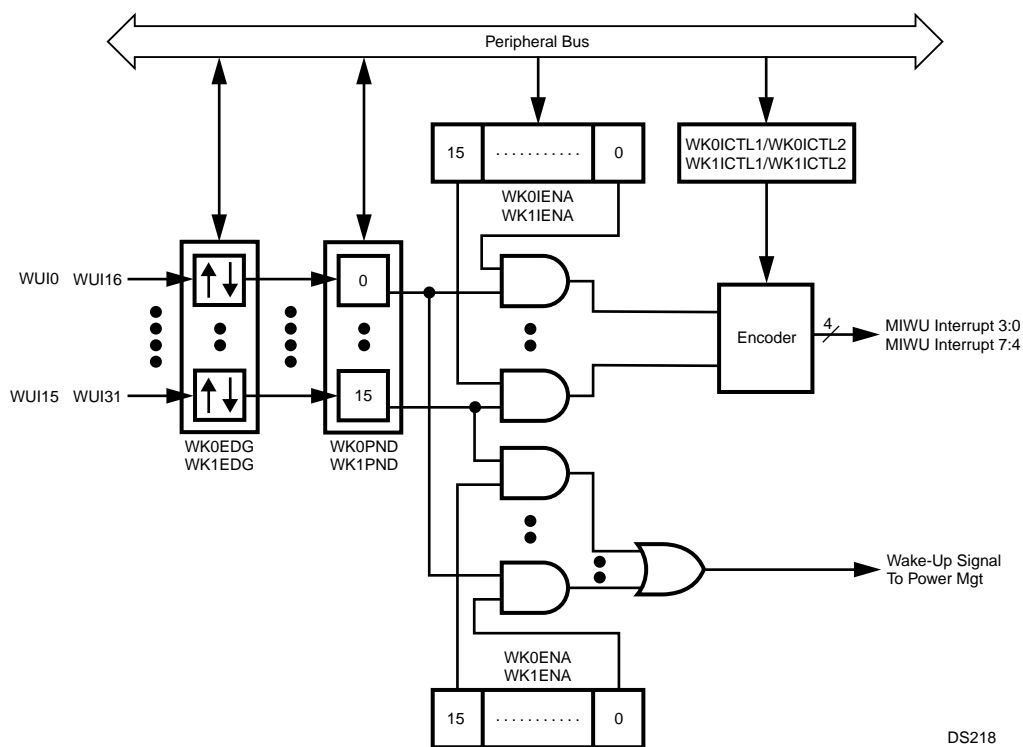 Peripheral Bus
15 ........... 0
WK0ICTL1/WK0ICTL2
WK1ICTL1/WK1ICTL2
WK0IENA
WK1IENA
WUI0 WUI16
0
Encoder
4
MIWU Interrupt 3:0
MIWU Interrupt 7:4
WUI15 WUI31
15
WK0EDG
WK1EDG
WK0PND
WK1PND
Wake-Up Signal
To Power Mgt
WK0ENA
WK1ENA
15 ........... 0
DS218